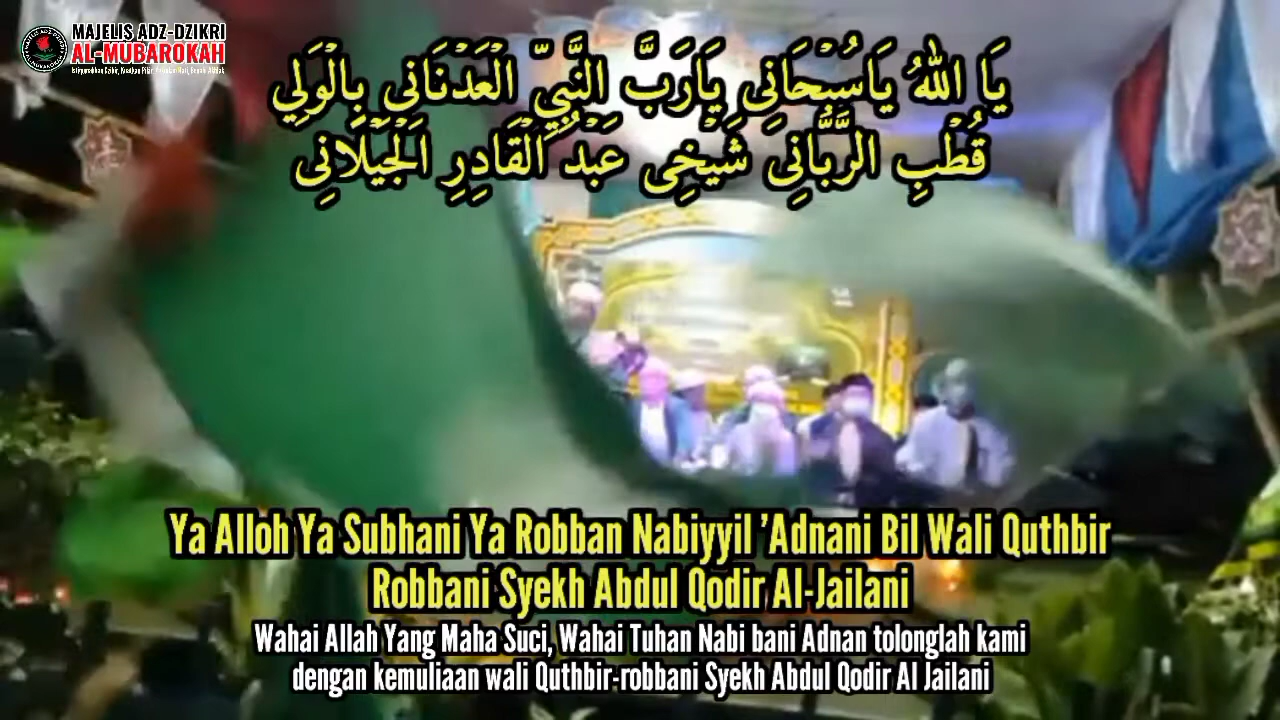 MAJELIS ADZ-DZIKRI
AL-MUBAROKAH
يَا اللهُ يَاسُبْحَانِي يَارَبَّ النَّبِيِّ الْعَدْنَانِي بِالْوَلِي
قُطْبِ الرَّبَّانِى شَيْخِى عَبْدُ الْقَادِرِ الْجَيْلَانِى
Ya Alloh Ya Subhani Ya Robban Nabiyyil 'Adnani Bil Wali Quthbir
Robbani Syekh Abdul Qodir Al-Jailani
Wahai Allah Yang Maha Suci, Wahai Tuhan Nabi bani Adnan tolonglah kami
dengan kemuliaan wali Quthbir-robbani Syekh Abdul Qodir Al Jailani